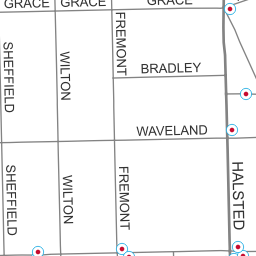 GRACE
GRACE
GRACE
FREMONT
SHEFFIELD
WILTON
BRADLEY
WAVELAND
SHEFFIELD
WILTON
FREMONT
HALSTED